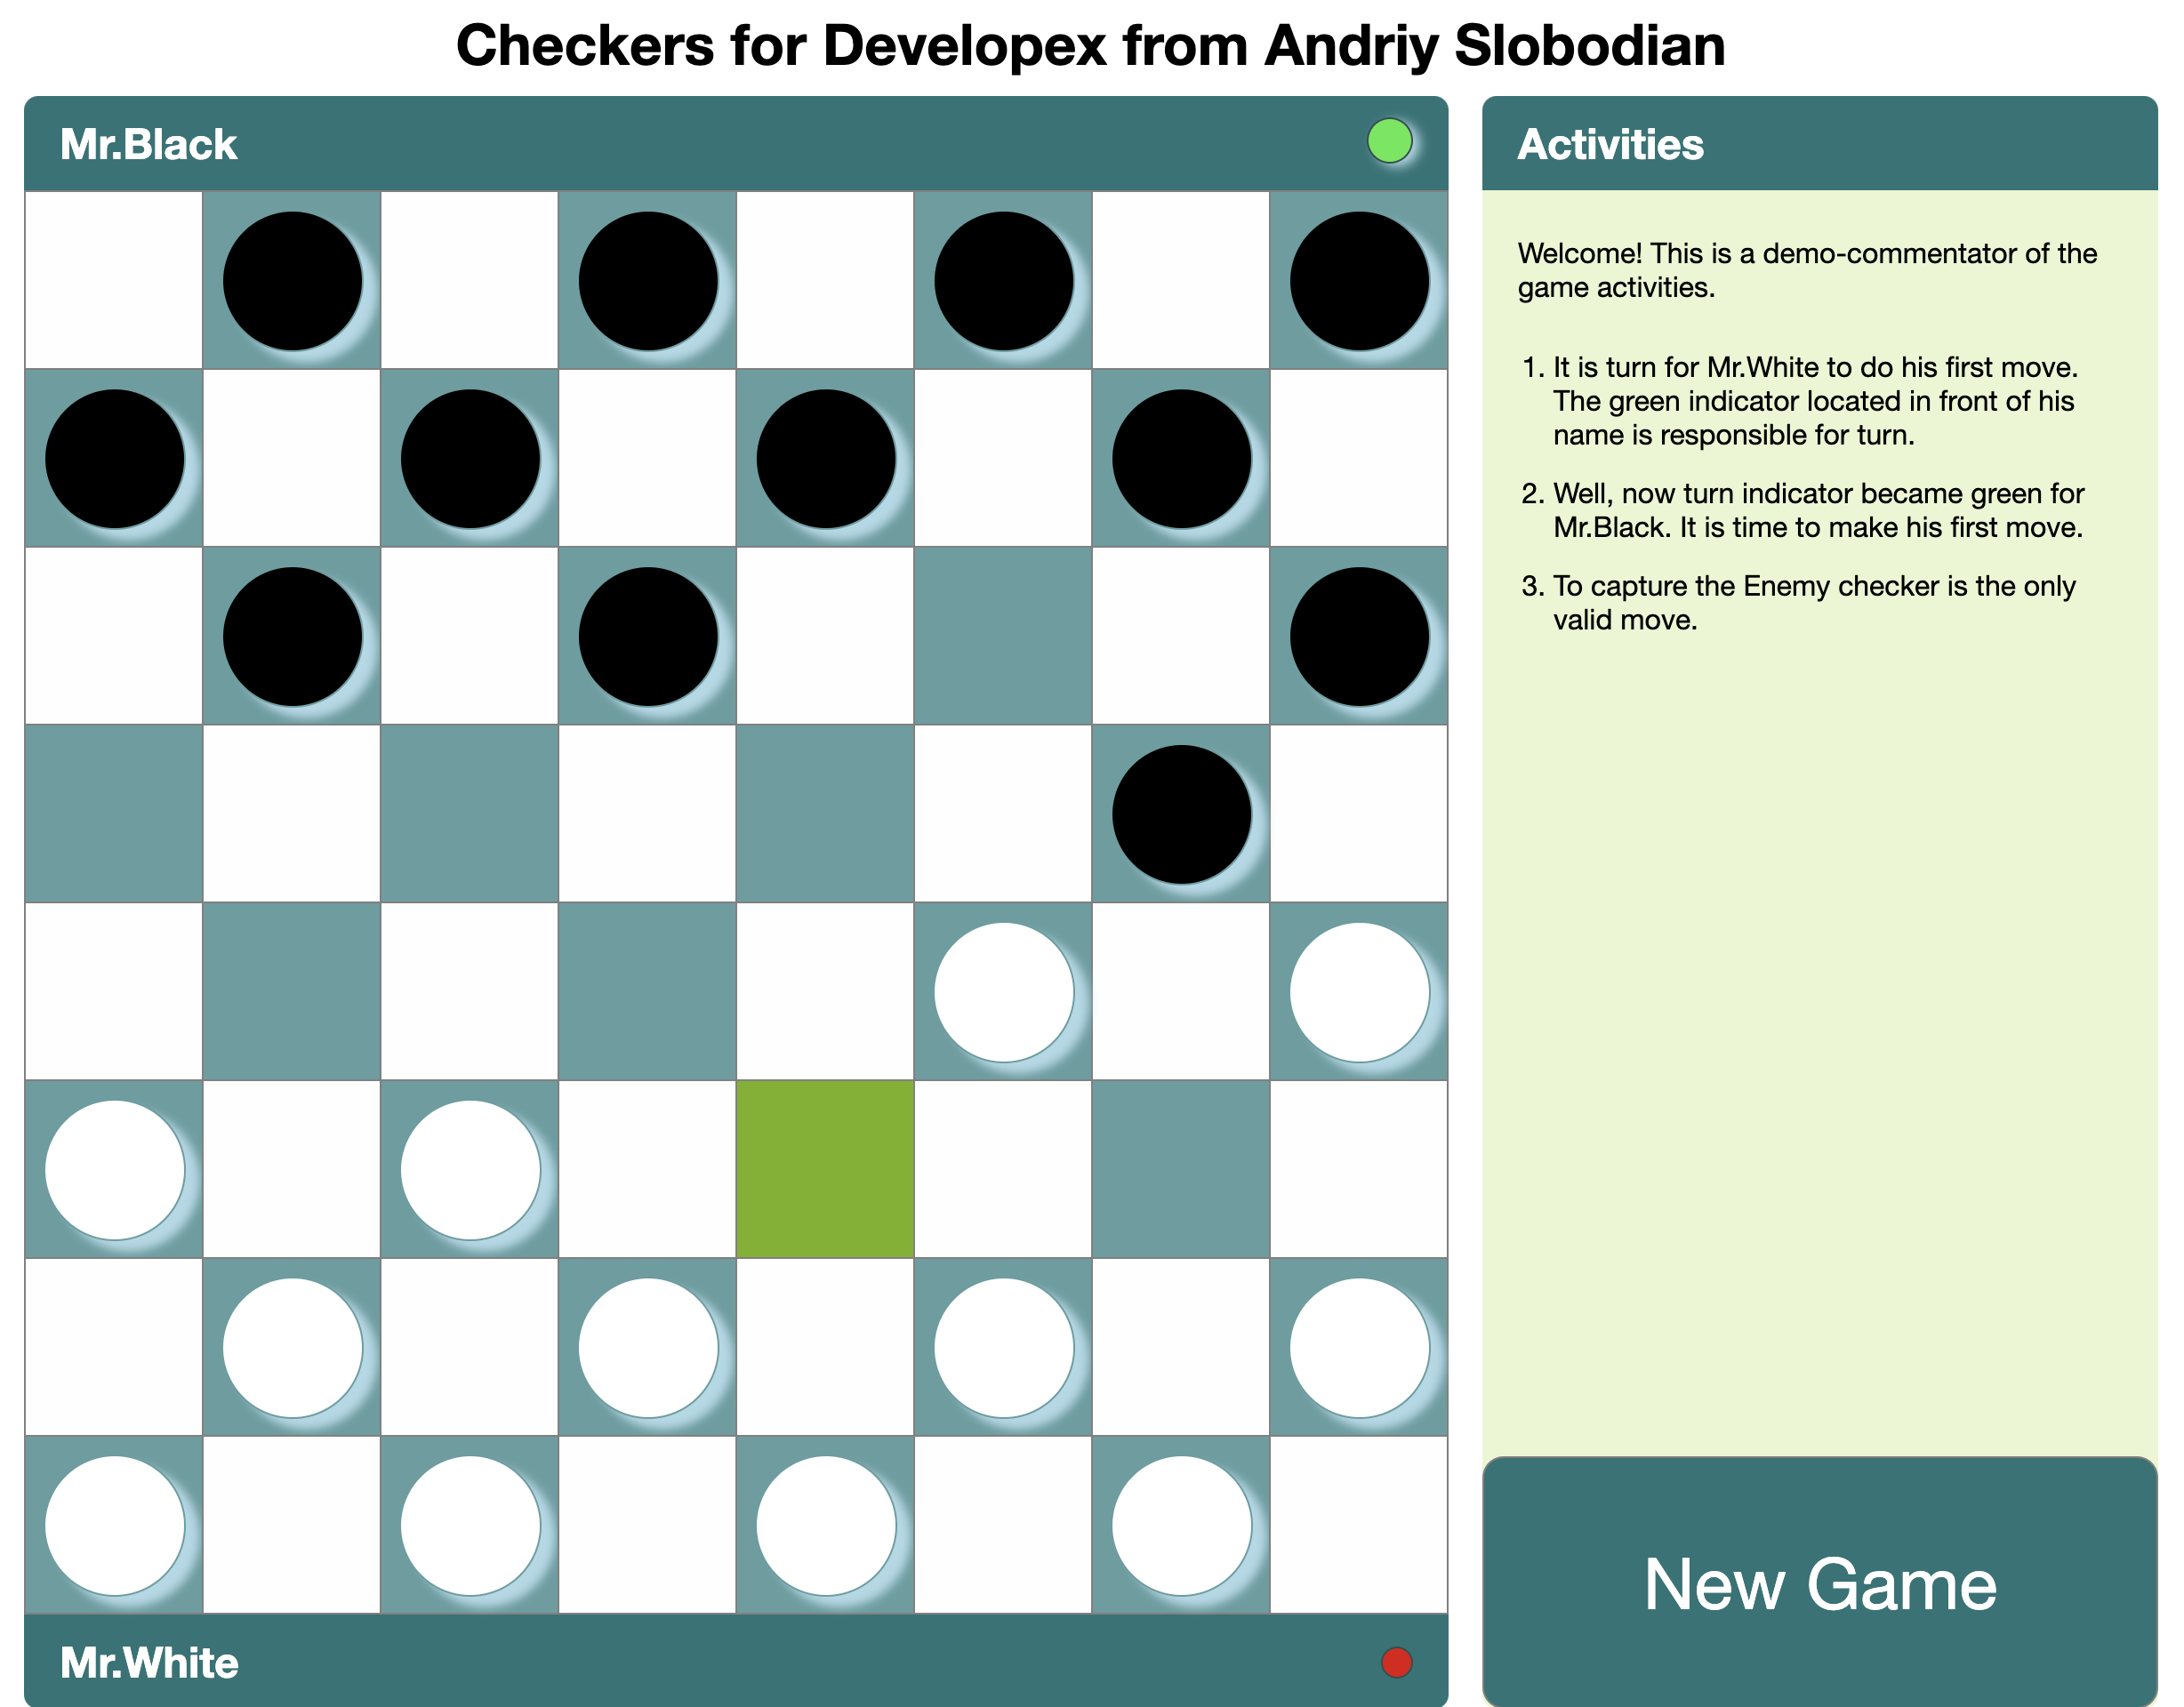 Checkers for Developex from Andriy Slobodian
Mr.Black
Activities
Welcome! This is a demo-commentator of the
game activities.
1. It is turn for Mr.White to do his first move.
The green indicator located in front of his
name is responsible for turn.
2. Well, now turn indicator became green for
Mr.Black. It is time to make his first move.
3. To capture the Enemy checker is the only
valid move.
New Game
Mr.White